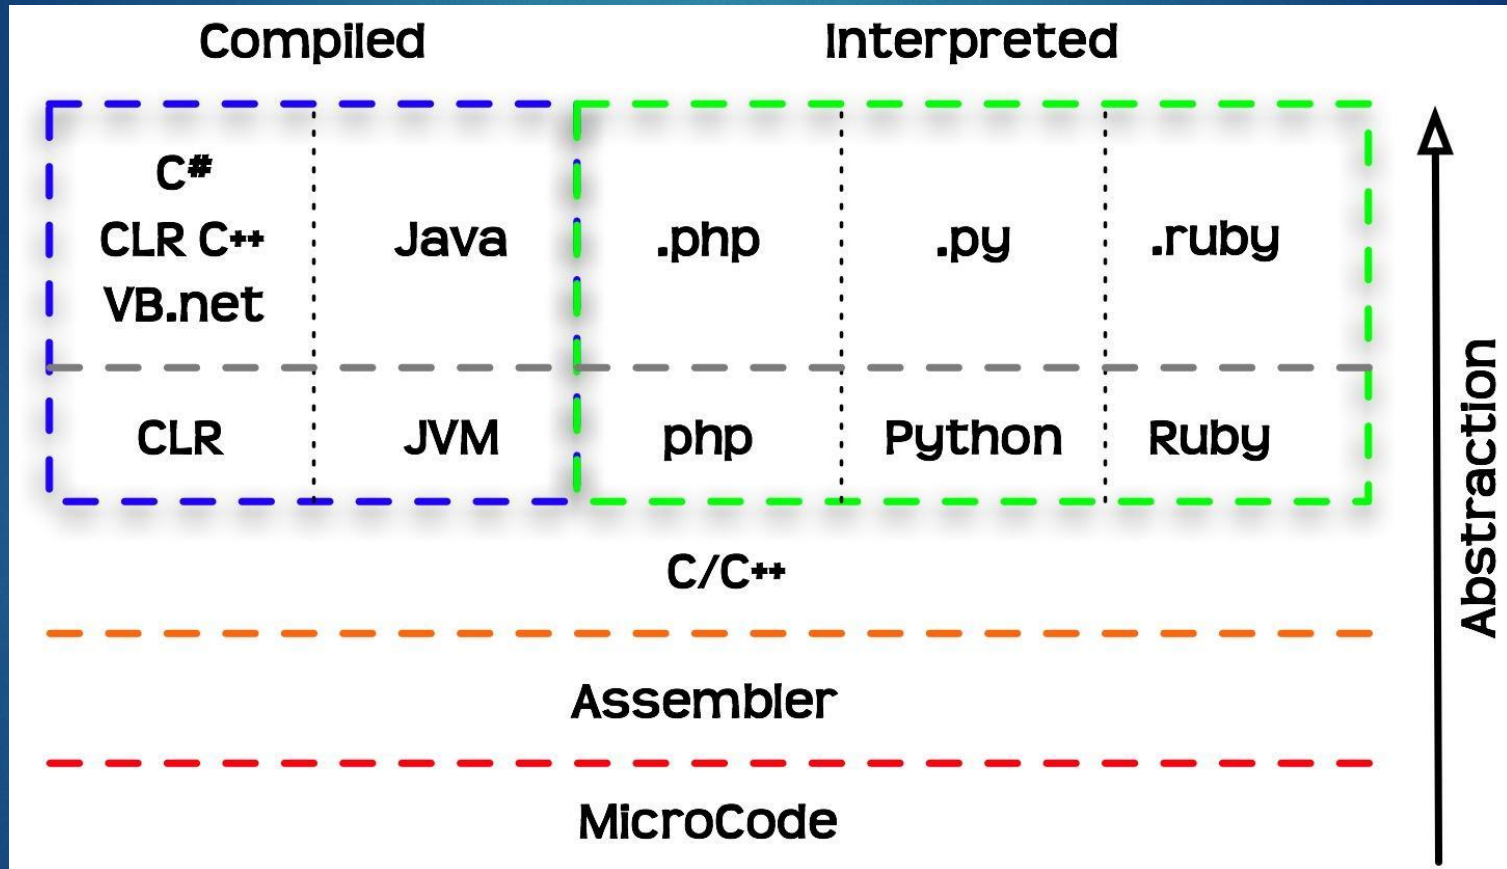 Compiled
Interpreted
C#
CLR C++
VB.net
Java
.php
.py
.ruby
CLR
JVM
php
Python
Ruby
C/C++
Assembler
MicroCode
Abstraction